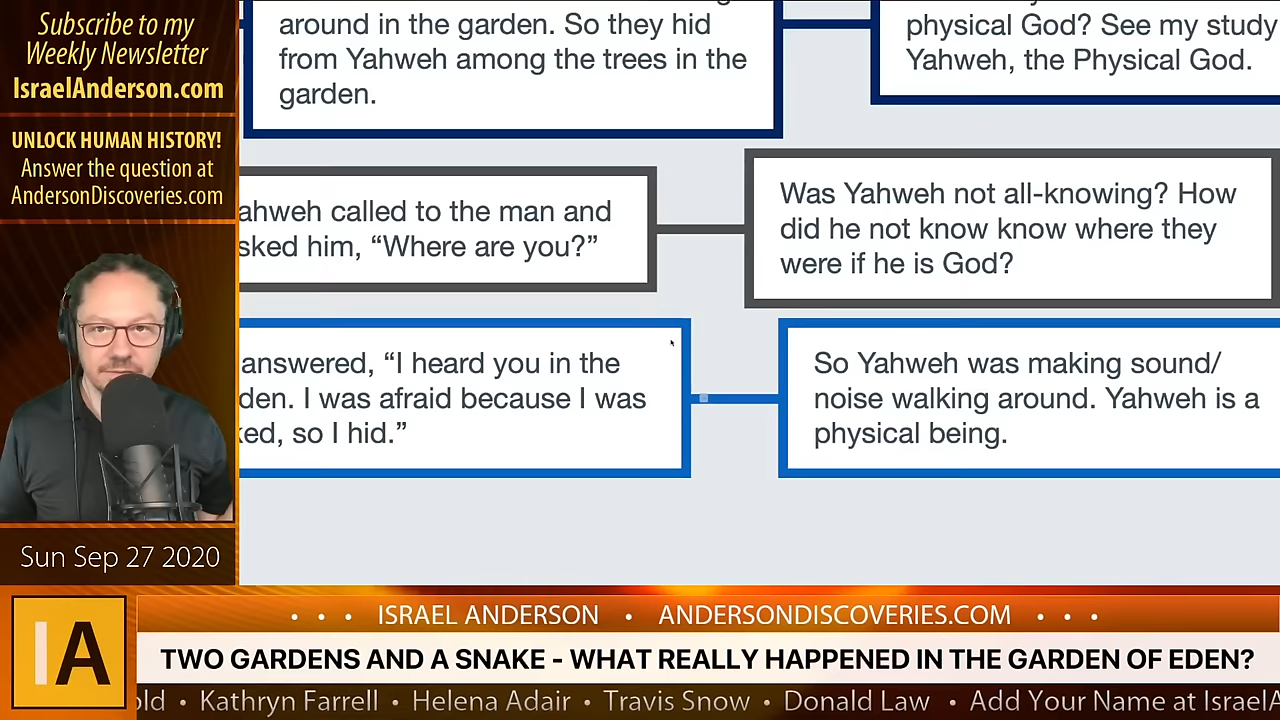 Subscribe to my
Weekly Newsletter
IsraelAnderson.com
UNLOCK HUMAN HISTORY!
Answer the question at
AndersonDiscoveries.com
Sun Sep 27 2020
around in the garden. So they hid
from Yahweh among the trees in the
garden.
physical God? See my study
Yahweh, the Physical God.
ahweh called to the man and
sked him, “Where are you?”
Was Yahweh not all-knowing? How
did he not know know where they
were if he is God?
answered, “I heard you in the
den. I was afraid because I was
ked, so I hid.”
So Yahweh was making sound/
noise walking around. Yahweh is a
physical being.
IA
• • • ISRAEL ANDERSON • ANDERSONDISCOVERIES.COM • • •
TWO GARDENS AND A SNAKE - WHAT REALLY HAPPENED IN THE GARDEN OF EDEN?
old • Kathryn Farrell • Helena Adair • Travis Snow • Donald Law • Add Your Name at IsraelA